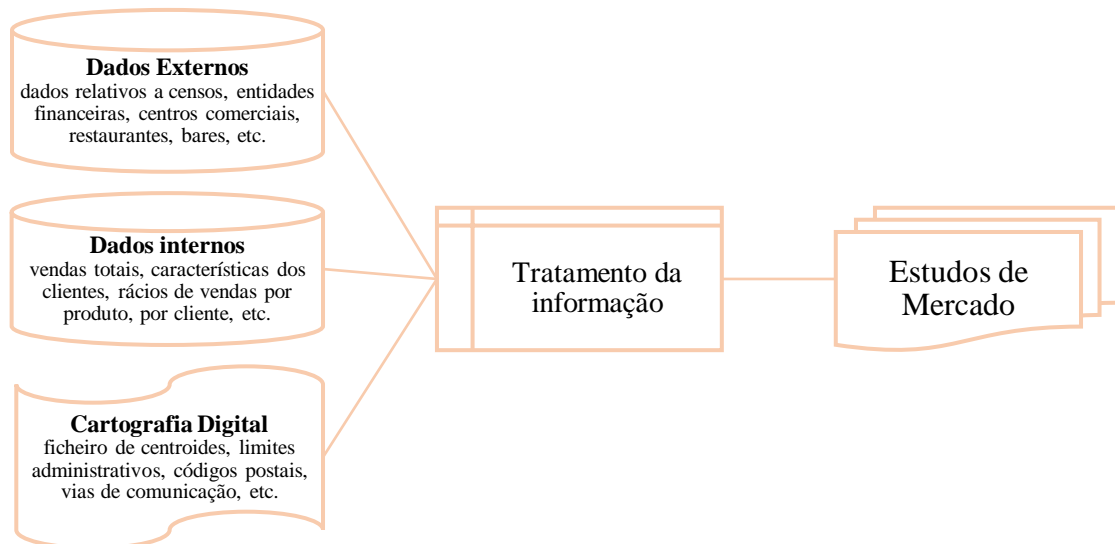 Dados Externos
dados relativos a censos, entidades
financeiras, centros comerciais,
restaurantes, bares, etc.
Dados internos
vendas totais, características dos
clientes, rácios de vendas por
produto, por cliente, etc.
Cartografia Digital
ficheiro de centroides, limites
administrativos, códigos postais,
vias de comunicação, etc.
Tratamento da
informação
Estudos de
Mercado